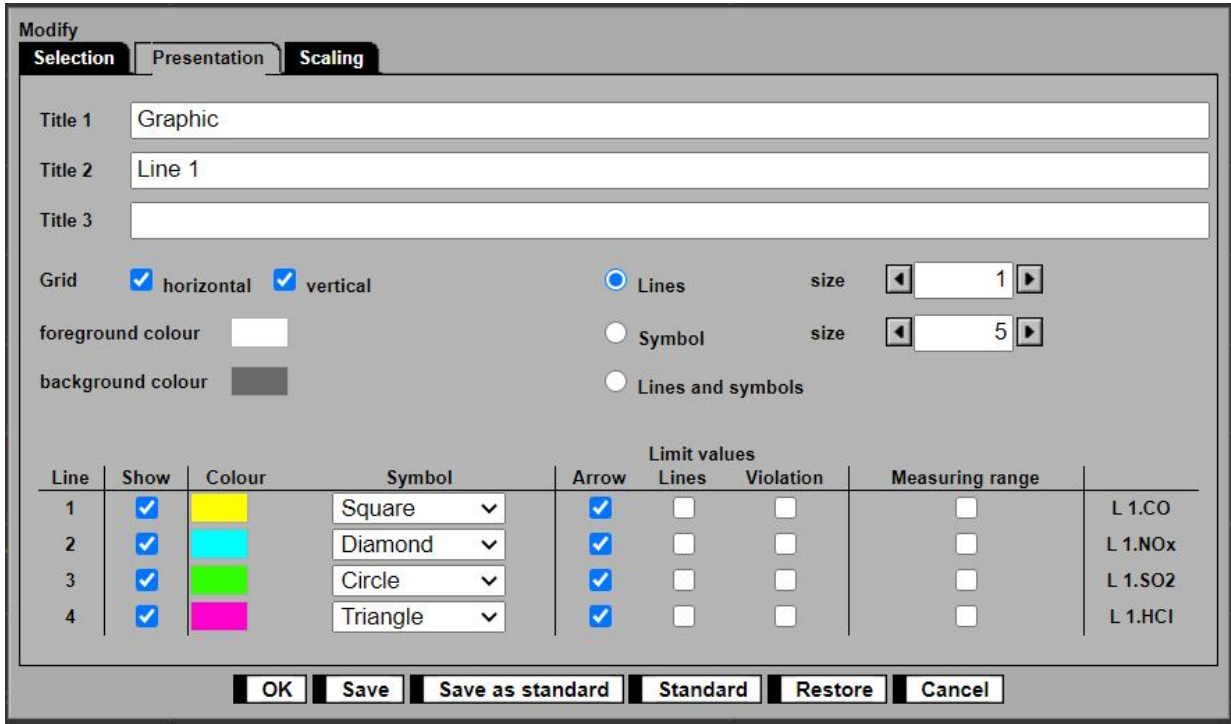 Modify
Selection Presentation Scaling
Title 1 Graphic
Title 2 Line 1
Title 3
Grid horizontal vertical Lines size 1
foreground colour Symbol size 5
background colour Lines and symbols
Limit values
Line Show Colour Symbol Arrow Lines Violation Measuring range
1 Square L 1.CO
2 Diamond L 1.NOx
3 Circle L 1.SO2
4 Triangle L 1.HCl
OK Save Save as standard Standard Restore Cancel